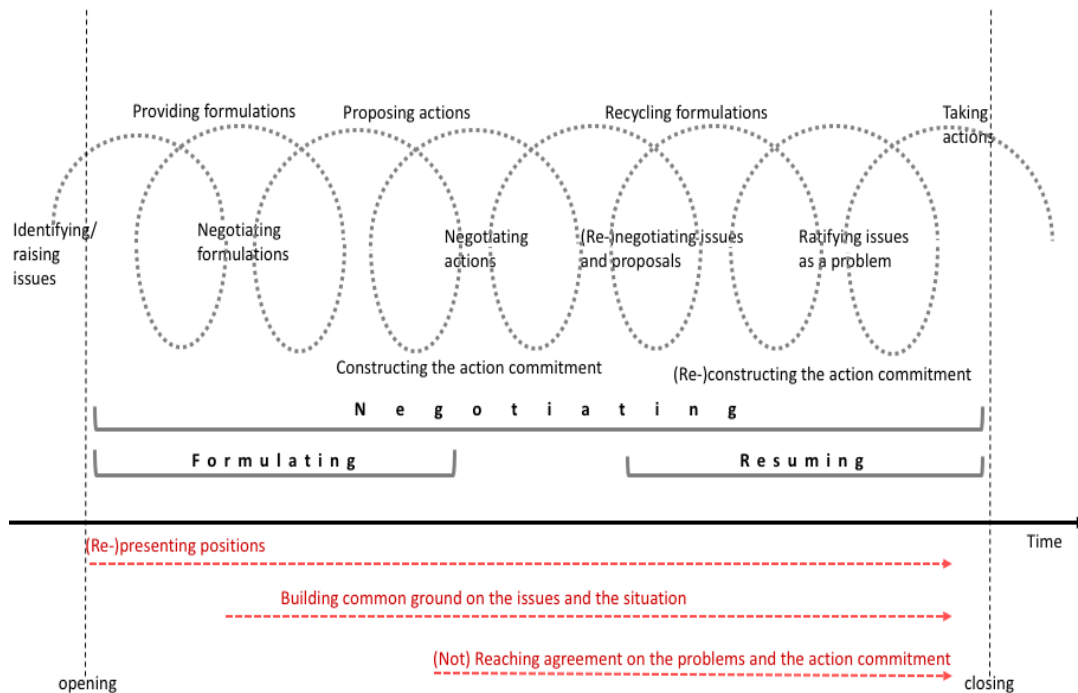 Providing formulations
Proposing actions
Recycling formulations
Taking
actions
Identifying/
raising
issues
Negotiating
formulations
Negotiating
actions
(Re-)negotiating issues
and proposals
Ratifying issues
as a problem
Constructing the action commitment
(Re-)constructing the action commitment
Negotiating
Formulating
Resuming
Time
(Re-)presenting positions
Building common ground on the issues and the situation
(Not) Reaching agreement on the problems and the action commitment
opening
closing